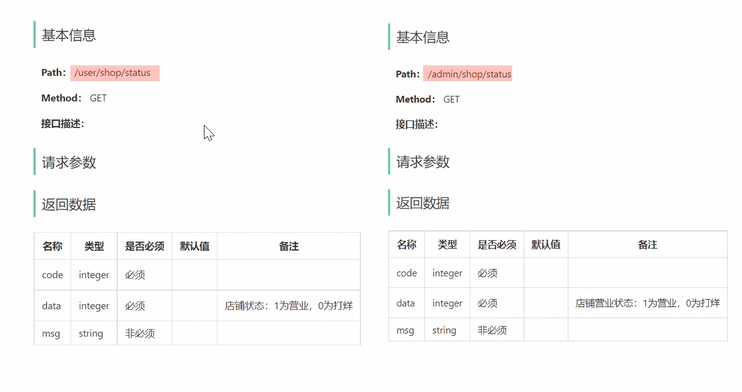 基本信息
Path： /user/shop/status
Method： GET
接口描述：
请求参数
返回数据
名称 类型 是否必须 默认值 备注
code integer 必须
data integer 必须 店铺状态：1为营业，0为打烊
msg string 非必须
基本信息
Path： /admin/shop/status
Method： GET
接口描述：
请求参数
返回数据
名称 类型 是否必须 默认值 备注
code integer 必须
data integer 必须 店铺营业状态：1为营业，0为打烊
msg string 非必须